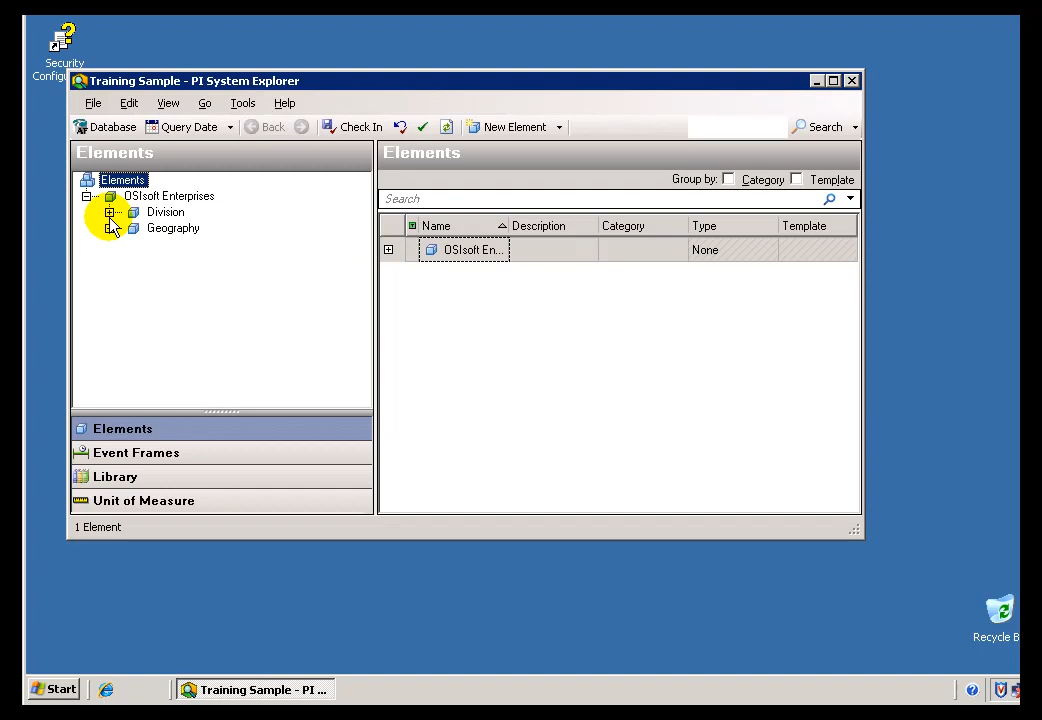 Security
Configu
Training Sample - PI System Explorer
File Edit View Go Tools Help
Database Query Date Back Check In New Element Search
Elements
Elements
OSIsoft Enterprises
Division
Geography
Elements
Event Frames
Library
Unit of Measure
Elements
Group by: Category Template
Search
Name Description Category Type Template
OSIsoft En... None
1 Element
Recycle B
Start Training Sample - PI ...